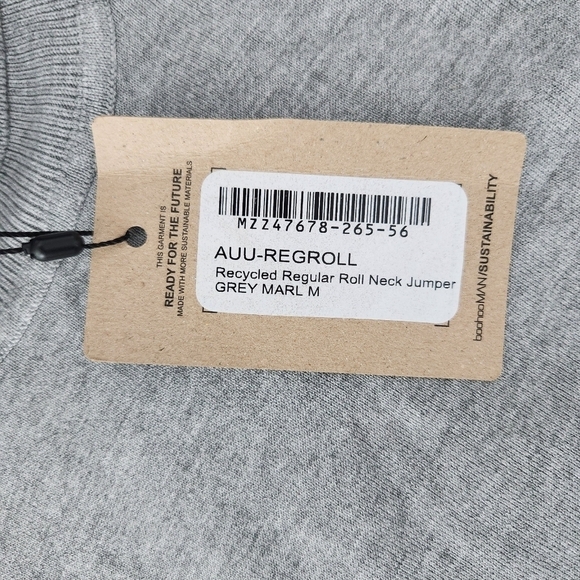 THIS GARMENT IS
READY FOR THE FUTURE
MADE WITH MORE SUSTAINABLE MATERIALS
MZZ47678-265-56
AUU-REGROLL
Recycled Regular Roll Neck Jumper
GREY MARL M
boohooMAN/SUSTAINABILITY